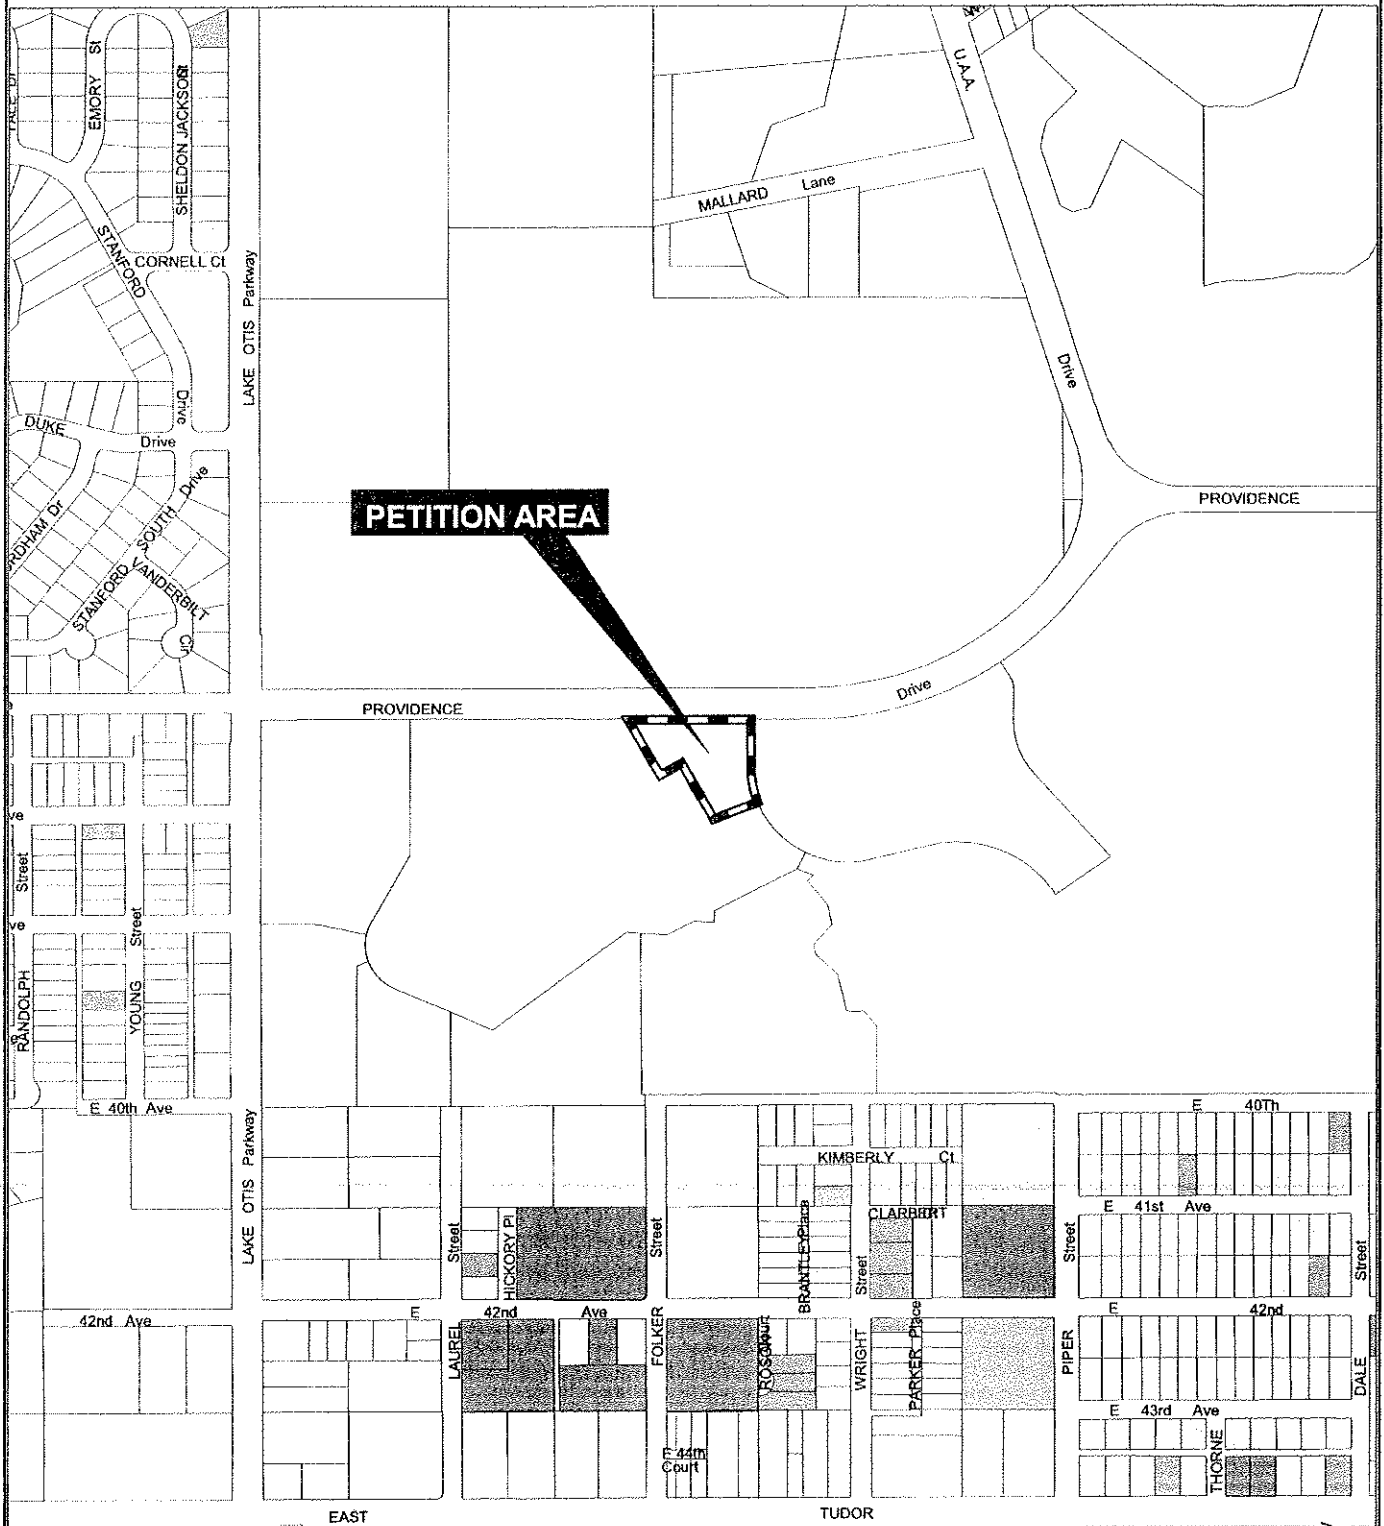 U.A.A.
EMORY St
SHELDON JACKSON St
MALLARD Lane
STANFORD
CORNELL Ct
LAKE OTIS Parkway
Drive
Drive
DUKE
Drive
PROVIDENCE
PETITION AREA
SOUTH Drive
STANFORD
VANDERBILT
Cir
Drive
PROVIDENCE
Street
Street
RANDOLPH
YOUNG
E 40th Ave
E 40Th
LAKE OTIS Parkway
KIMBERLY Ct
E 41st Ave
CLARBERT
Street
HICKORY Pl
Street
BRANTLEY Place
Street
Street
Street
42nd Ave
E 42nd Ave
E 42nd
LAUREL
FOLKER
WRIGHT
PARKER Place
PIPER
DALE
E 43rd Ave
THORNE
E 44th
Court
EAST TUDOR